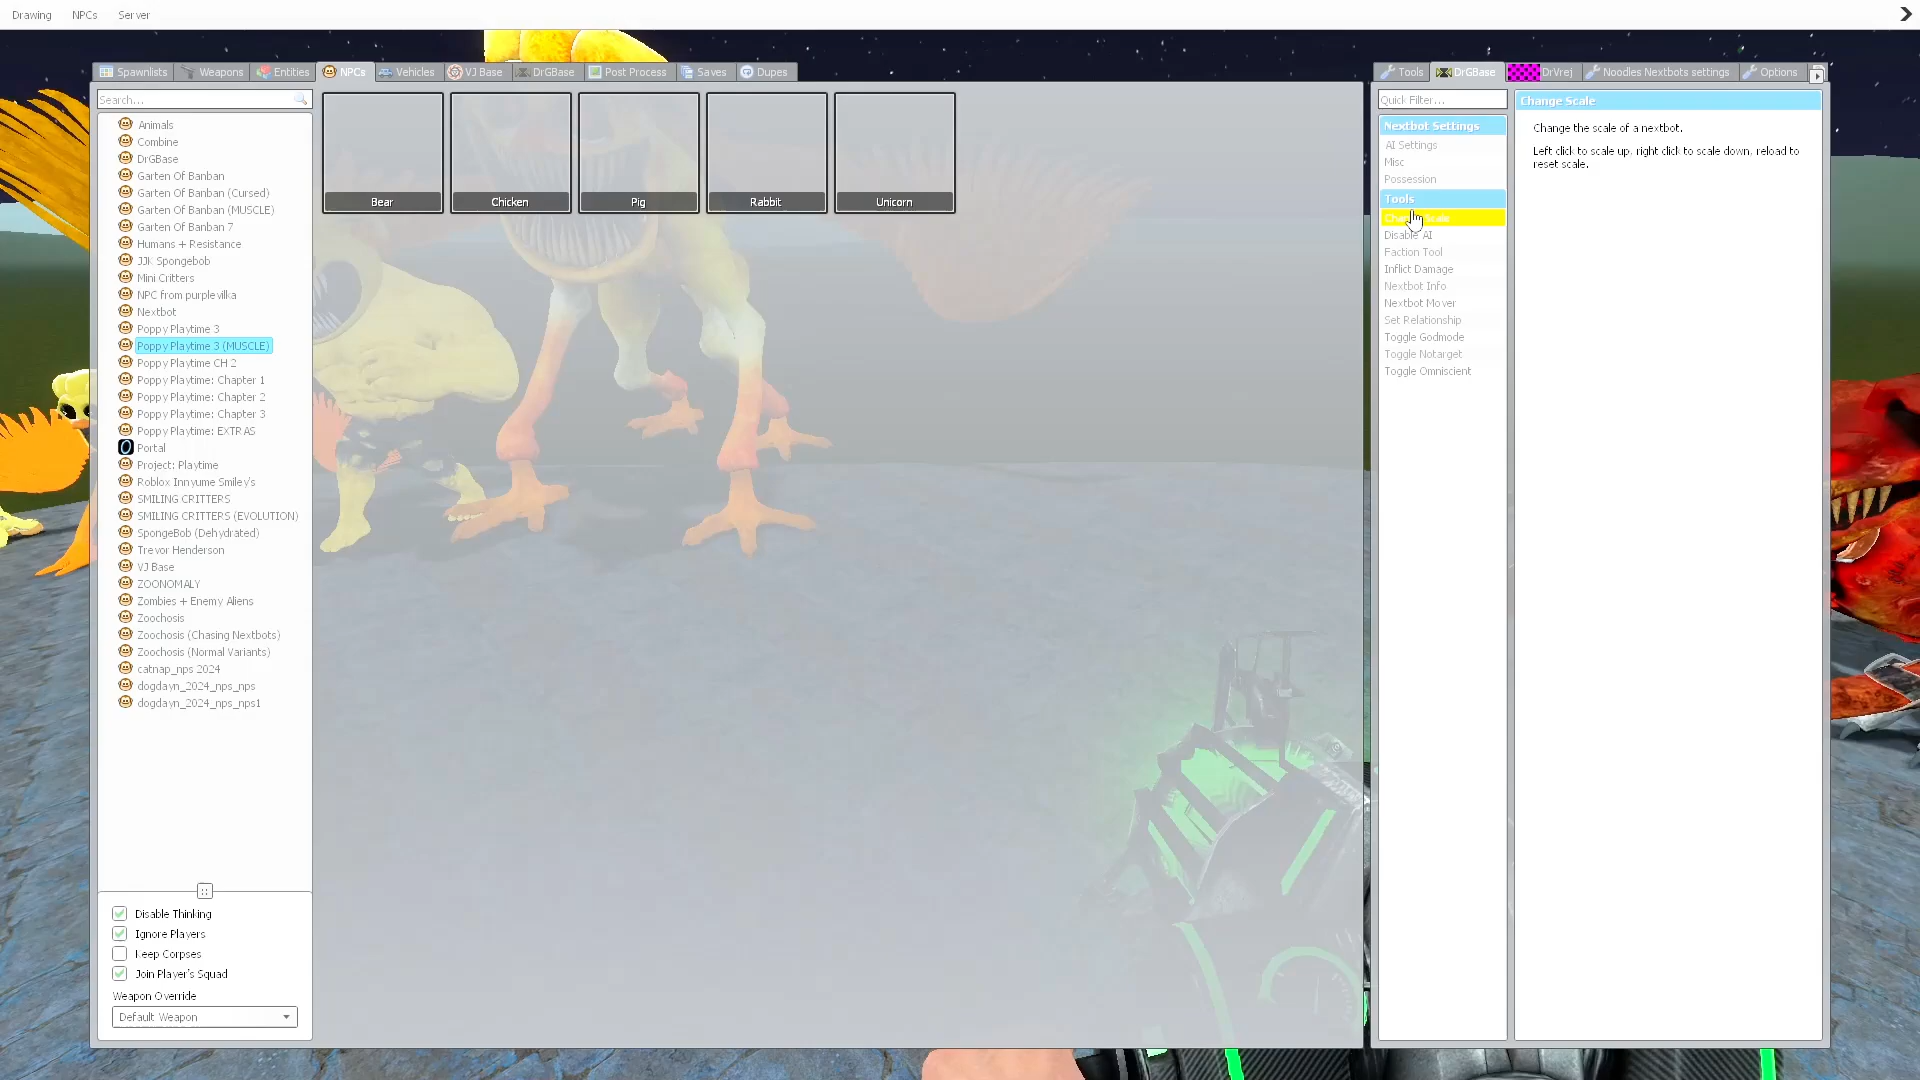 Drawing NPCs Server
Spawnlists Weapons Entities NPCs Vehicles VJ Base DrGBase Post Process Saves Dupes
Search...
Animals
Combine
DrGBase
Garten Of Banban
Garten Of Banban (Cursed)
Garten Of Banban (MUSCLE)
Garten Of Banban 7
Humans + Resistance
JJK Spongebob
Mini Critters
NPC from purplevilka
Nextbot
Poppy Playtime 3
Poppy Playtime 3 (MUSCLE)
Poppy Playtime CH 2
Poppy Playtime: Chapter 1
Poppy Playtime: Chapter 2
Poppy Playtime: Chapter 3
Poppy Playtime: EXTRAS
Portal
Project: Playtime
Roblox Innyume Smiley's
SMILING CRITTERS
SMILING CRITTERS (EVOLUTION)
SpongeBob (Dehydrated)
Trevor Henderson
VJ Base
ZOONOMALY
Zombies + Enemy Aliens
Zoochosis
Zoochosis (Chasing Nextbots)
Zoochosis (Normal Variants)
catnap_nps 2024
dogdayn_2024_nps_nps
dogdayn_2024_nps_nps1
Disable Thinking
Ignore Players
Keep Corpses
Join Player's Squad
Weapon Override
Default Weapon
Bear Chicken Pig Rabbit Unicorn
Tools DrGBase DrVrej Noodles Nextbots settings Options
Quick Filter...
Nextbot Settings
AI Settings
Misc
Possession
Tools
Change Scale
Disable AI
Faction Tool
Inflict Damage
Nextbot Info
Nextbot Mover
Set Relationship
Toggle Godmode
Toggle Notarget
Toggle Omniscient
Change Scale
Change the scale of a nextbot.
Left click to scale up, right click to scale down, reload to
reset scale.